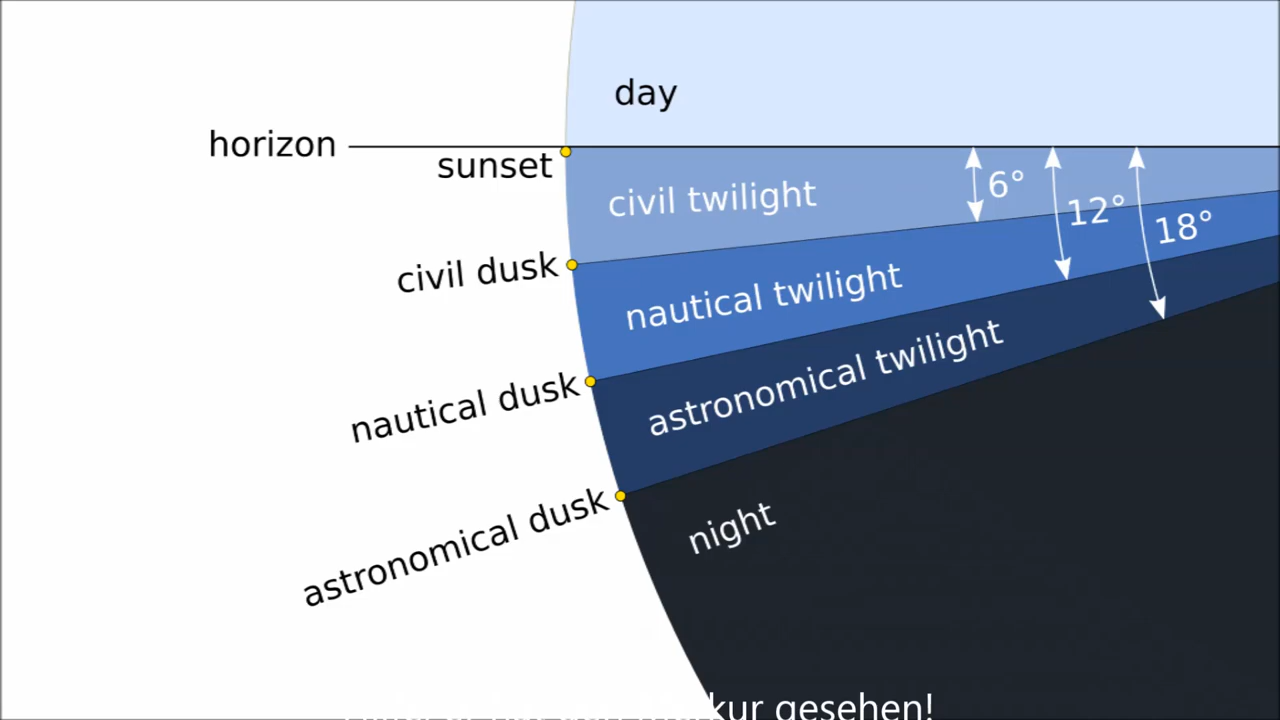 day
horizon
sunset
6°
civil twilight
12°
18°
civil dusk
nautical twilight
nautical dusk
astronomical twilight
astronomical dusk
night
gesehen!